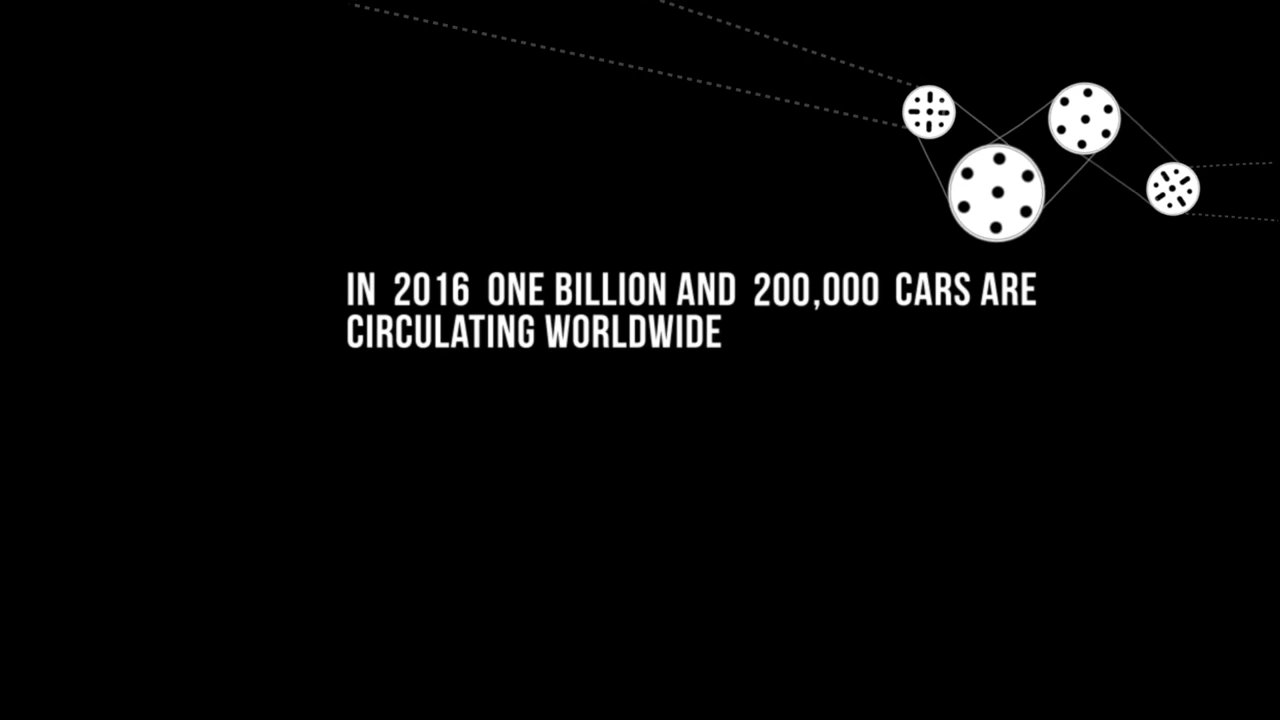 IN 2016 ONE BILLION AND 200,000 CARS ARE
CIRCULATING WORLDWIDE